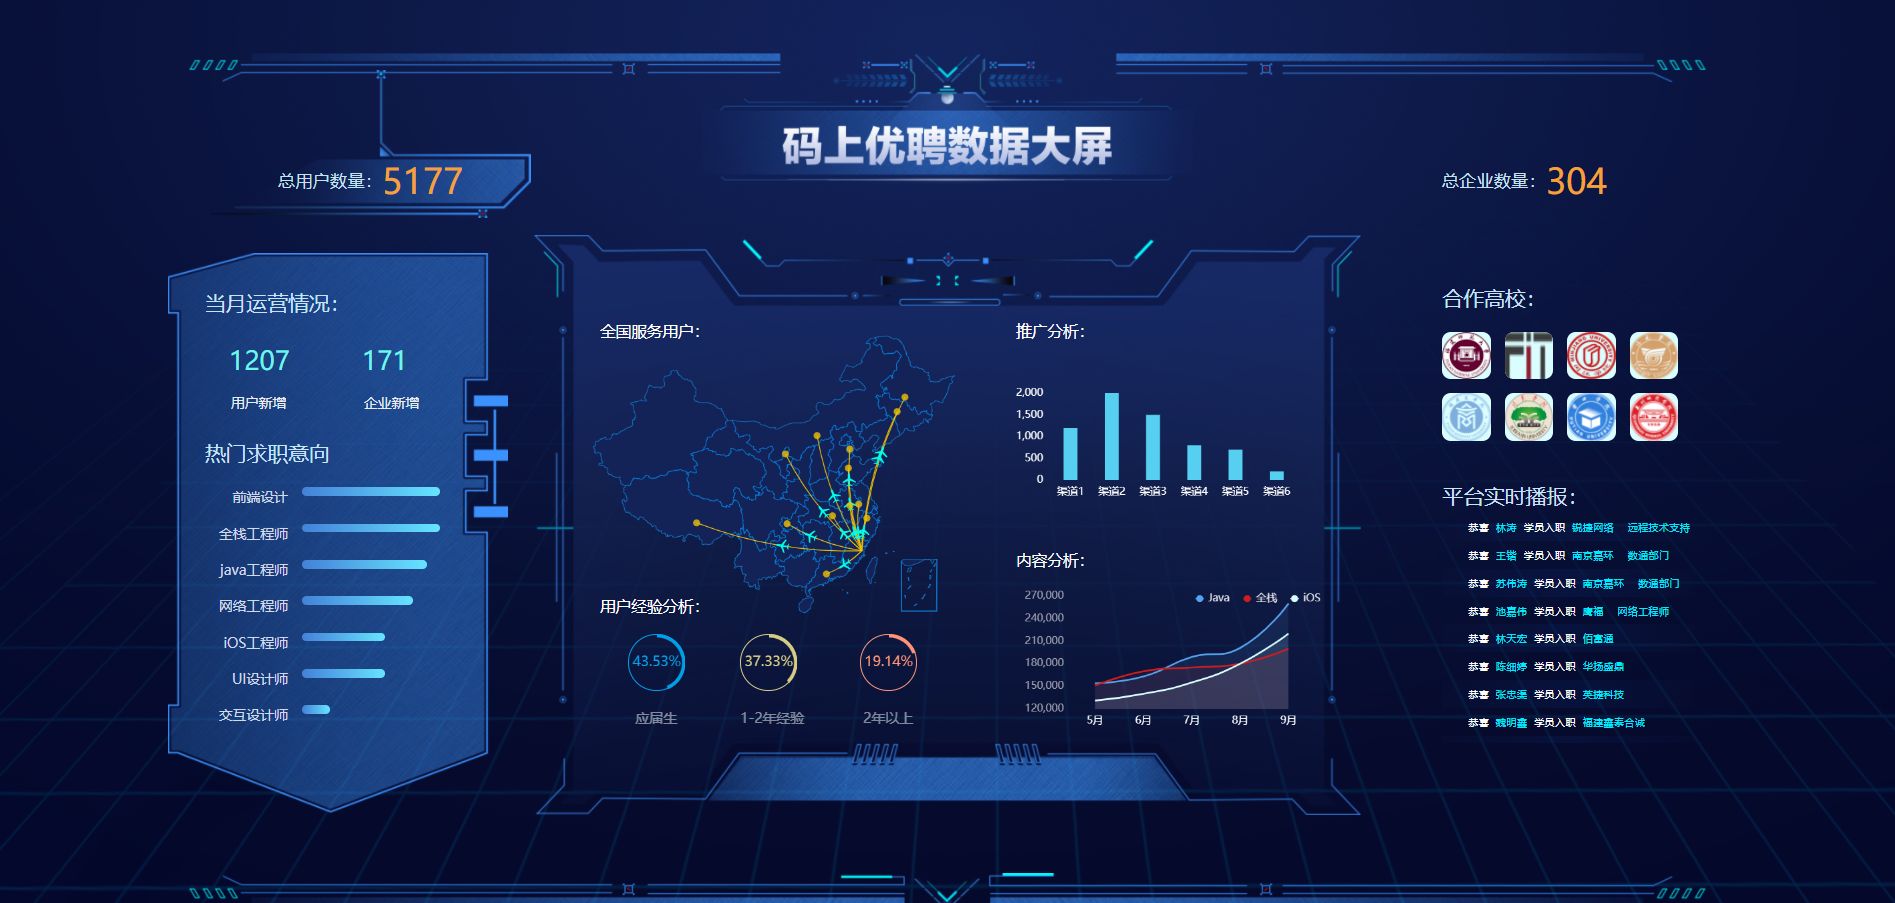 码上优聘数据大屏
总用户数量：5177
总企业数量：304
当月运营情况：
1207 171
用户新增 企业新增
热门求职意向
前端设计
全栈工程师
java工程师
网络工程师
iOS工程师
UI设计师
交互设计师
全国服务用户：
用户经验分析：
43.53% 37.33% 19.14%
应届生 1-2年经验 2年以上
推广分析：
2,000
1,500
1,000
500
0
渠道1 渠道2 渠道3 渠道4 渠道5 渠道6
内容分析：
Java 全栈 iOS
270,000
240,000
210,000
180,000
150,000
120,000
5月 6月 7月 8月 9月
合作高校：
平台实时播报：
恭喜 林涛 学员入职 锐捷网络 远程技术支持
恭喜 王锴 学员入职 南京嘉环 数通部门
恭喜 苏伟涛 学员入职 南京嘉环 数通部门
恭喜 池嘉伟 学员入职 鹰福 网络工程师
恭喜 林天宏 学员入职 佰富通
恭喜 陈细婷 学员入职 华扬盛鼎
恭喜 张忠渠 学员入职 英捷科技
恭喜 魏明鑫 学员入职 福建鑫泰合诚